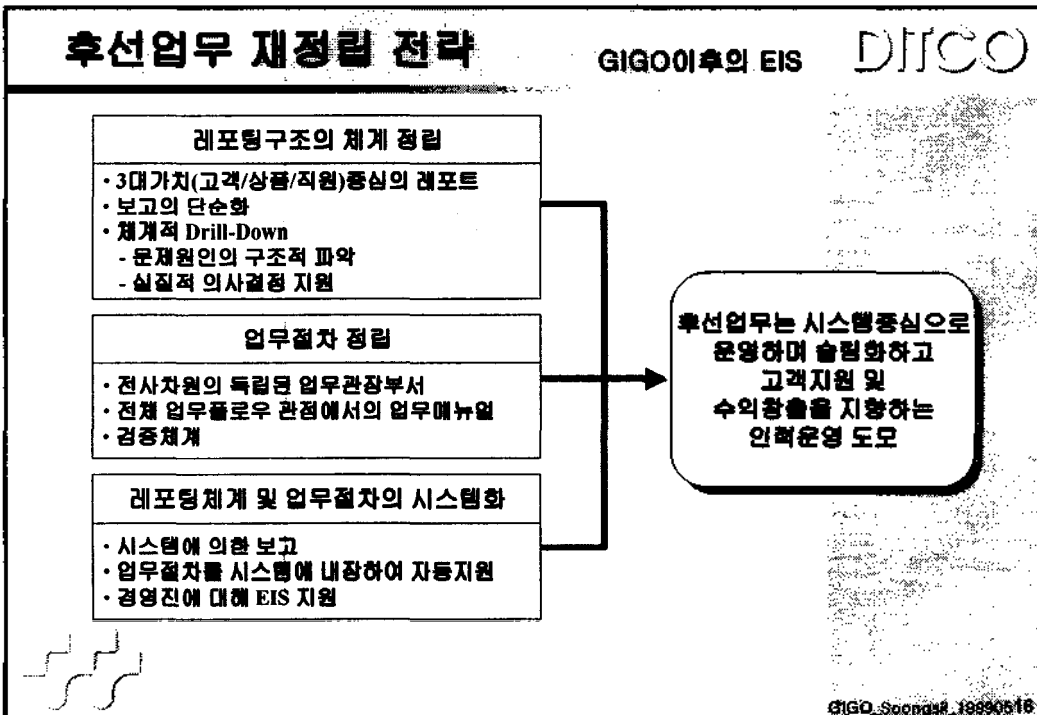 후선업무 재정립 전략
GIGO이후의 EIS
DITCO
레포팅구조의 체계 정립
· 3대가치(고객/상품/직원)중심의 레포트
· 보고의 단순화
· 체계적 Drill-Down
- 문제원인의 구조적 파악
- 실질적 의사결정 지원
업무절차 정립
· 전사차원의 독립된 업무관장부서
· 전체 업무플로우 관점에서의 업무매뉴얼
· 검증체계
레포팅체계 및 업무절차의 시스템화
· 시스템에 의한 보고
· 업무절차를 시스템에 내장하여 자동지원
· 경영진에 대해 EIS 지원
후선업무는 시스템중심으로
운영하며 슬림화하고
고객지원 및
수익창출을 지향하는
인적운영 도모